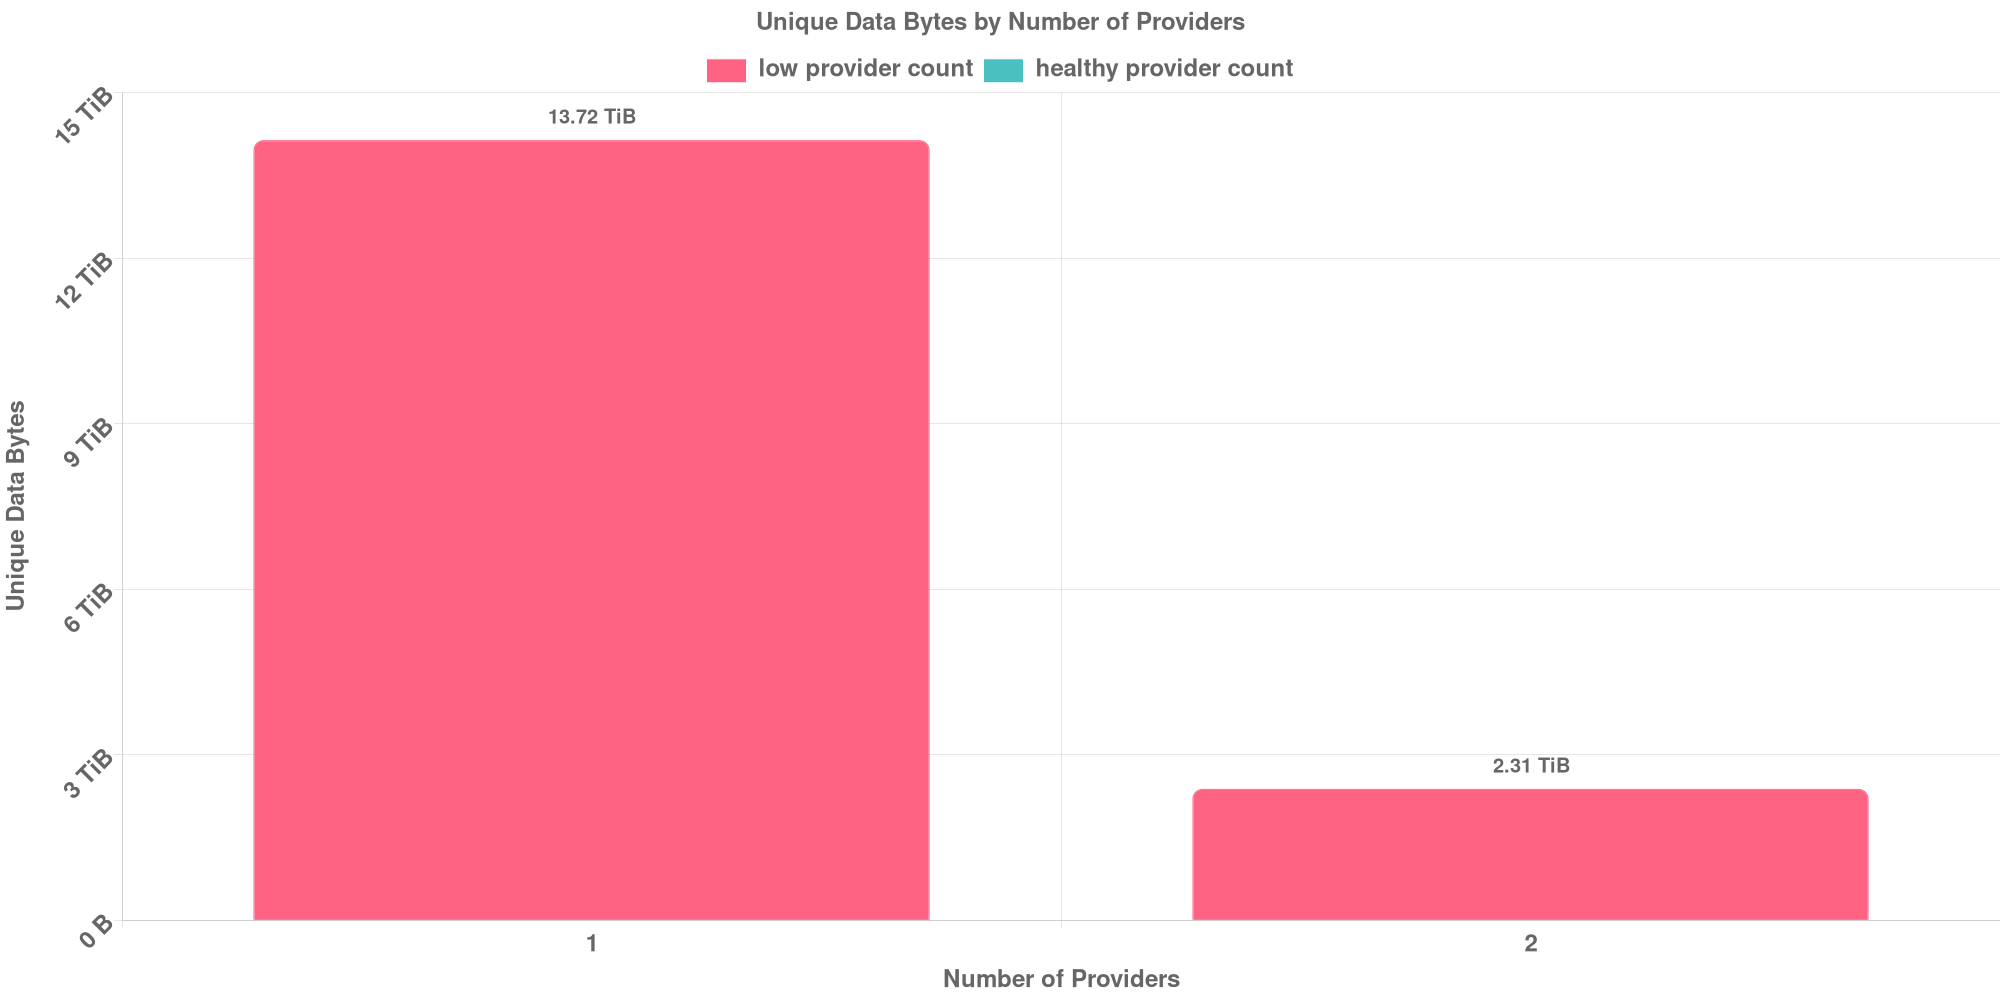 Unique Data Bytes by Number of Providers
low provider count healthy provider count
15 TiB
12 TiB
9 TiB
6 TiB
3 TiB
0 B
Unique Data Bytes
13.72 TiB
2.31 TiB
1 2
Number of Providers